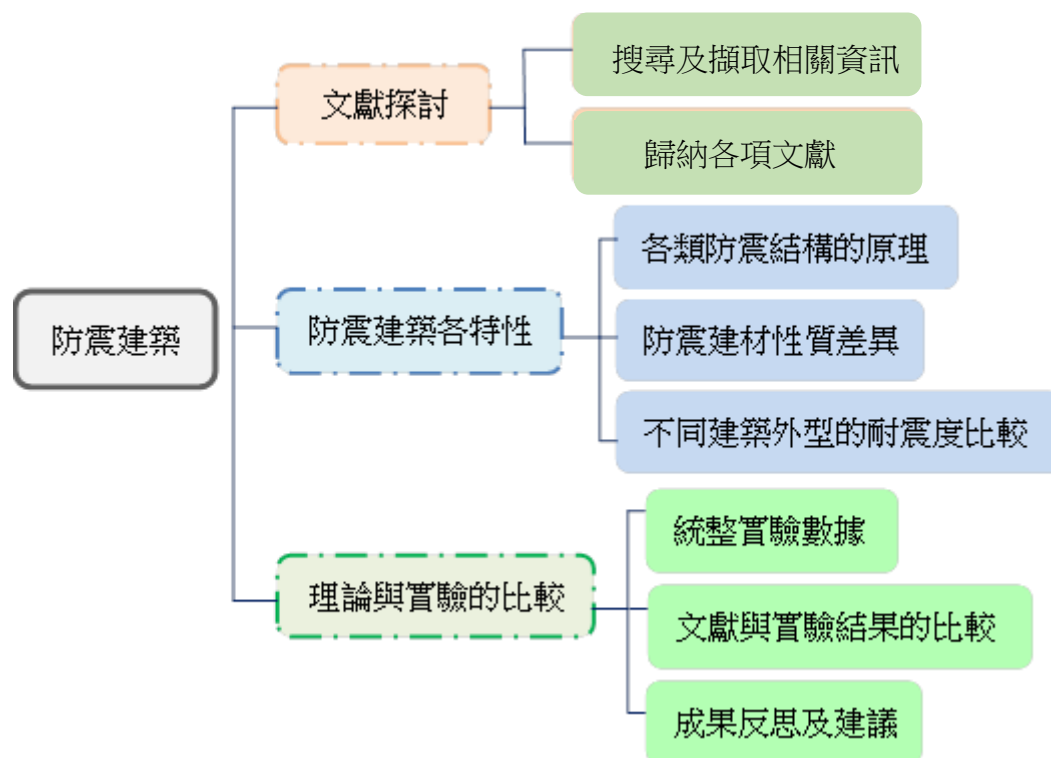 防震建築
文獻探討
搜尋及擷取相關資訊
歸納各項文獻
防震建築各特性
各類防震結構的原理
防震建材性質差異
不同建築外型的耐震度比較
理論與實驗的比較
統整實驗數據
文獻與實驗結果的比較
成果反思及建議